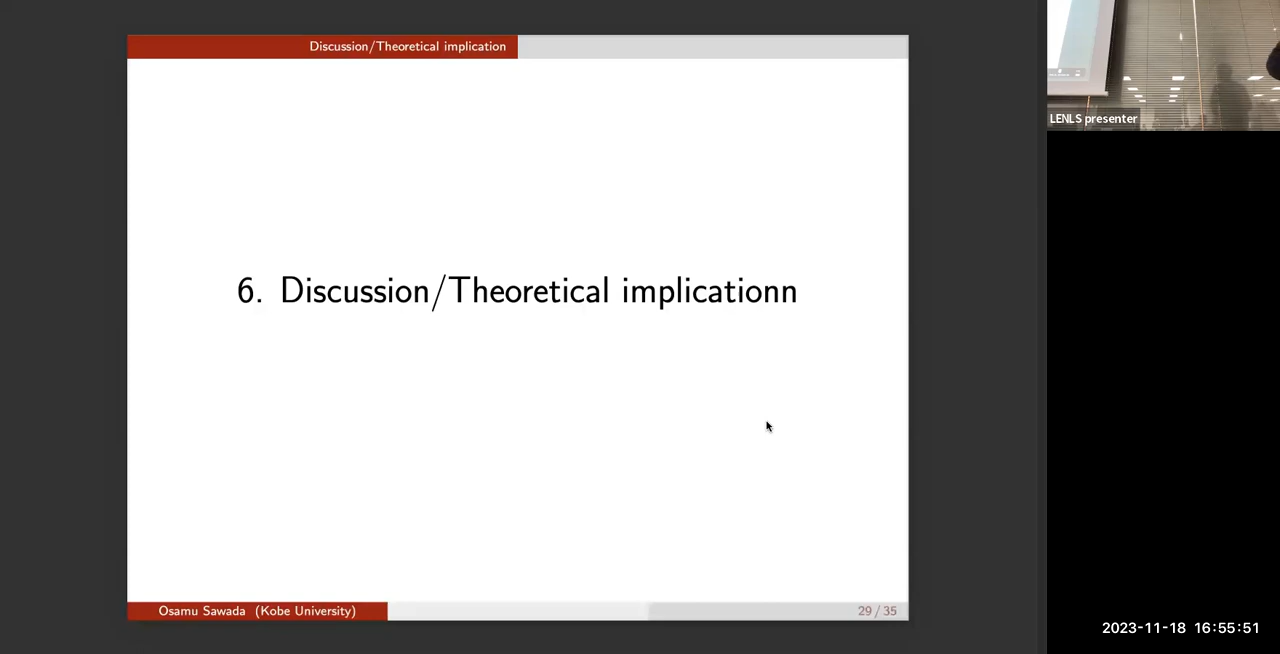 Discussion/Theoretical implication
LENLS presenter
6. Discussion/Theoretical implicationn
Osamu Sawada (Kobe University)
29 / 35
2023-11-18 16:55:51